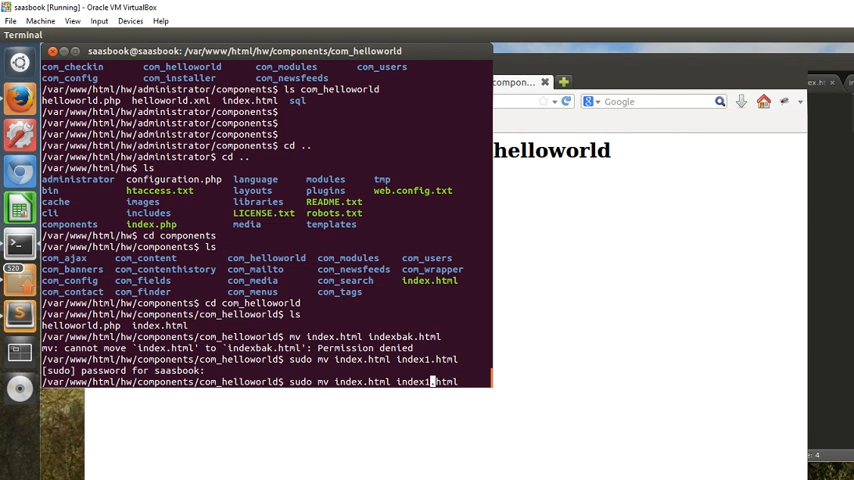 saasbook [Running] - Oracle VM VirtualBox
File Machine View Input Devices Help
Terminal
saasbook@saasbook: /var/www/html/hw/components/com_helloworld
com_checkin com_helloworld com_modules com_users
com_config com_installer com_newsfeeds
/var/www/html/hw/administrator/components$ ls com_helloworld
helloworld.php helloworld.xml index.html sql
/var/www/html/hw/administrator/components$
/var/www/html/hw/administrator/components$
/var/www/html/hw/administrator/components$
/var/www/html/hw/administrator/components$ cd ..
/var/www/html/hw/administrator$ cd ..
/var/www/html/hw$ ls
administrator configuration.php language modules tmp
bin htaccess.txt layouts plugins web.config.txt
cache images libraries README.txt
cli includes LICENSE.txt robots.txt
components index.php media templates
/var/www/html/hw$ cd components
/var/www/html/hw/components$ ls
com_ajax com_content com_helloworld com_modules com_users
com_banners com_contenthistory com_mailto com_newsfeeds com_wrapper
com_config com_fields com_media com_search index.html
com_contact com_finder com_menus com_tags
/var/www/html/hw/components$ cd com_helloworld
/var/www/html/hw/components/com_helloworld$ ls
helloworld.php index.html
/var/www/html/hw/components/com_helloworld$ mv index.html indexbak.html
mv: cannot move `index.html' to `indexbak.html': Permission denied
/var/www/html/hw/components/com_helloworld$ sudo mv index.html index1.html
[sudo] password for saasbook:
/var/www/html/hw/components/com_helloworld$ sudo mv index.html index1.html
compon...
Google
helloworld
520
: 4